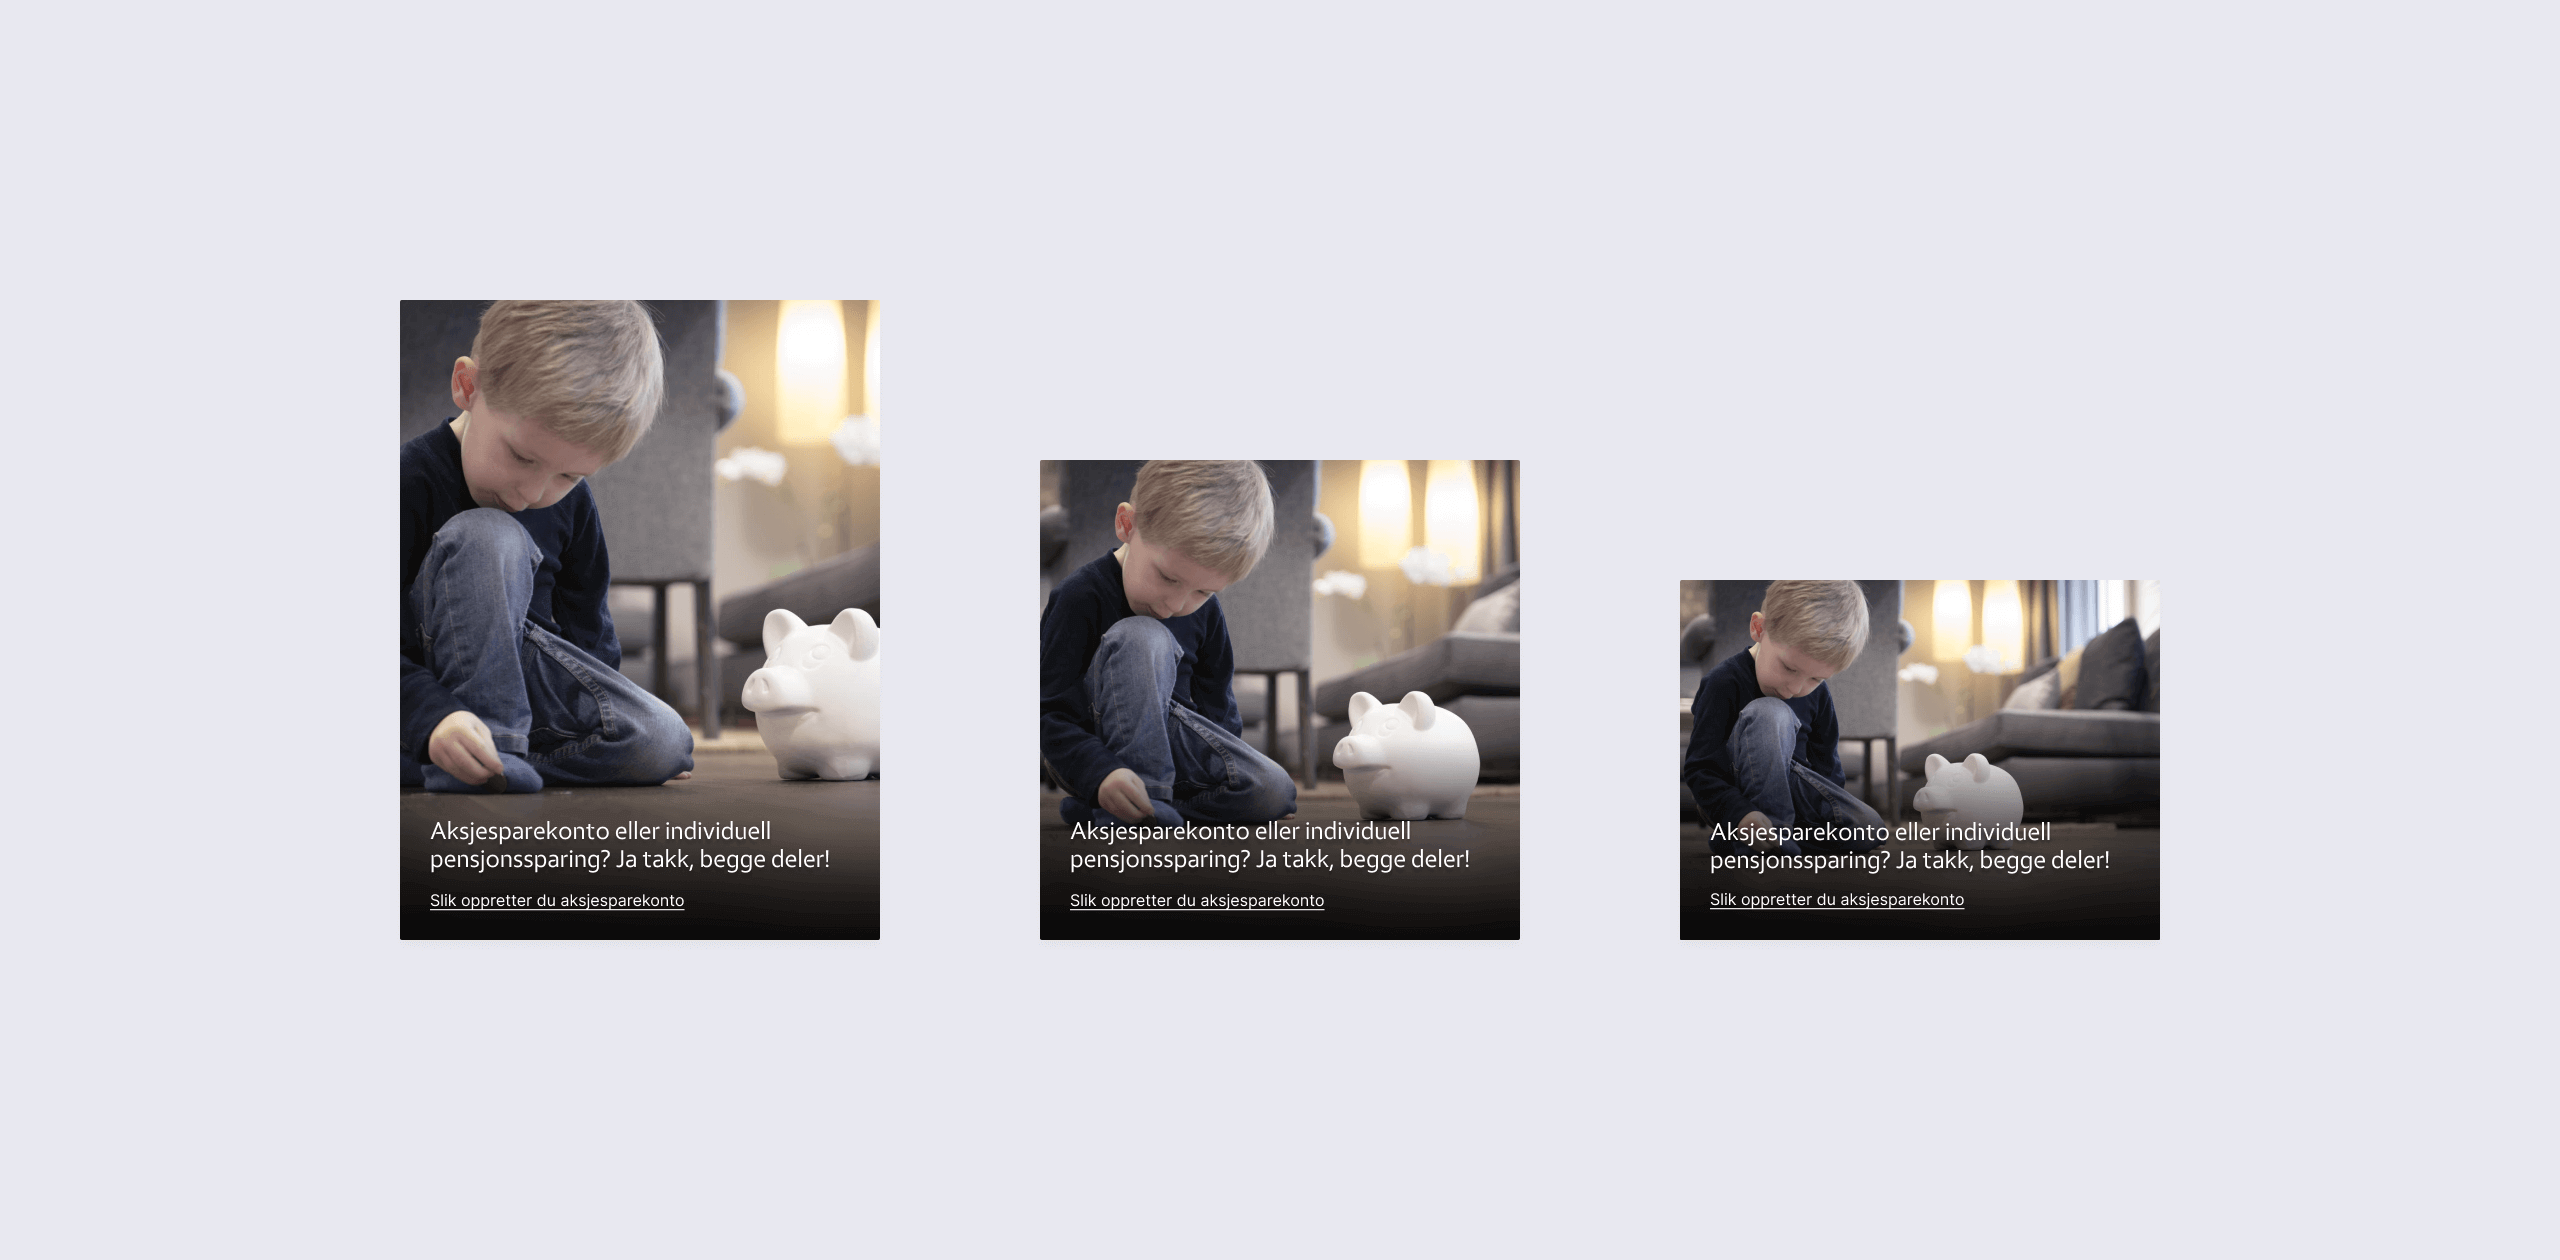 Aksjesparekonto eller individuell
pensjonssparing? Ja takk, begge deler!
Slik oppretter du aksjesparekonto
Aksjesparekonto eller individuell
pensjonssparing? Ja takk, begge deler!
Slik oppretter du aksjesparekonto
Aksjesparekonto eller individuell
pensjonssparing? Ja takk, begge deler!
Slik oppretter du aksjesparekonto